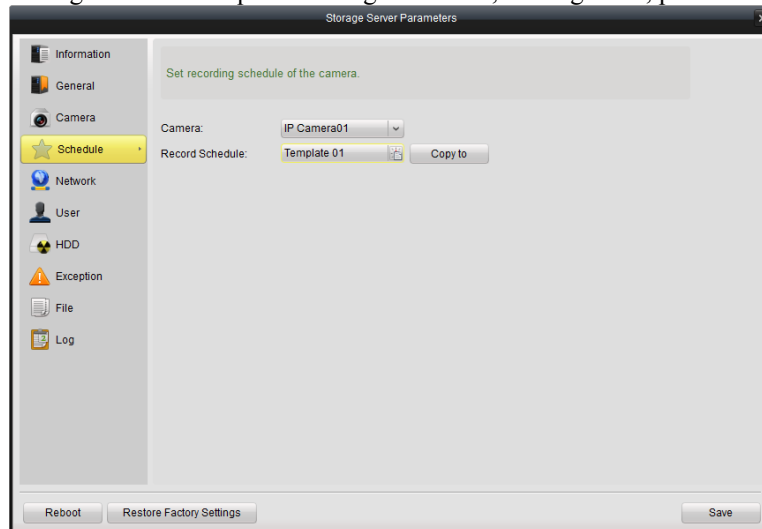 Storage Server Parameters
Information
General
Camera
Schedule
Network
User
HDD
Exception
File
Log
Set recording schedule of the camera.
Camera: IP Camera01
Record Schedule: Template 01 Copy to
Reboot Restore Factory Settings Save